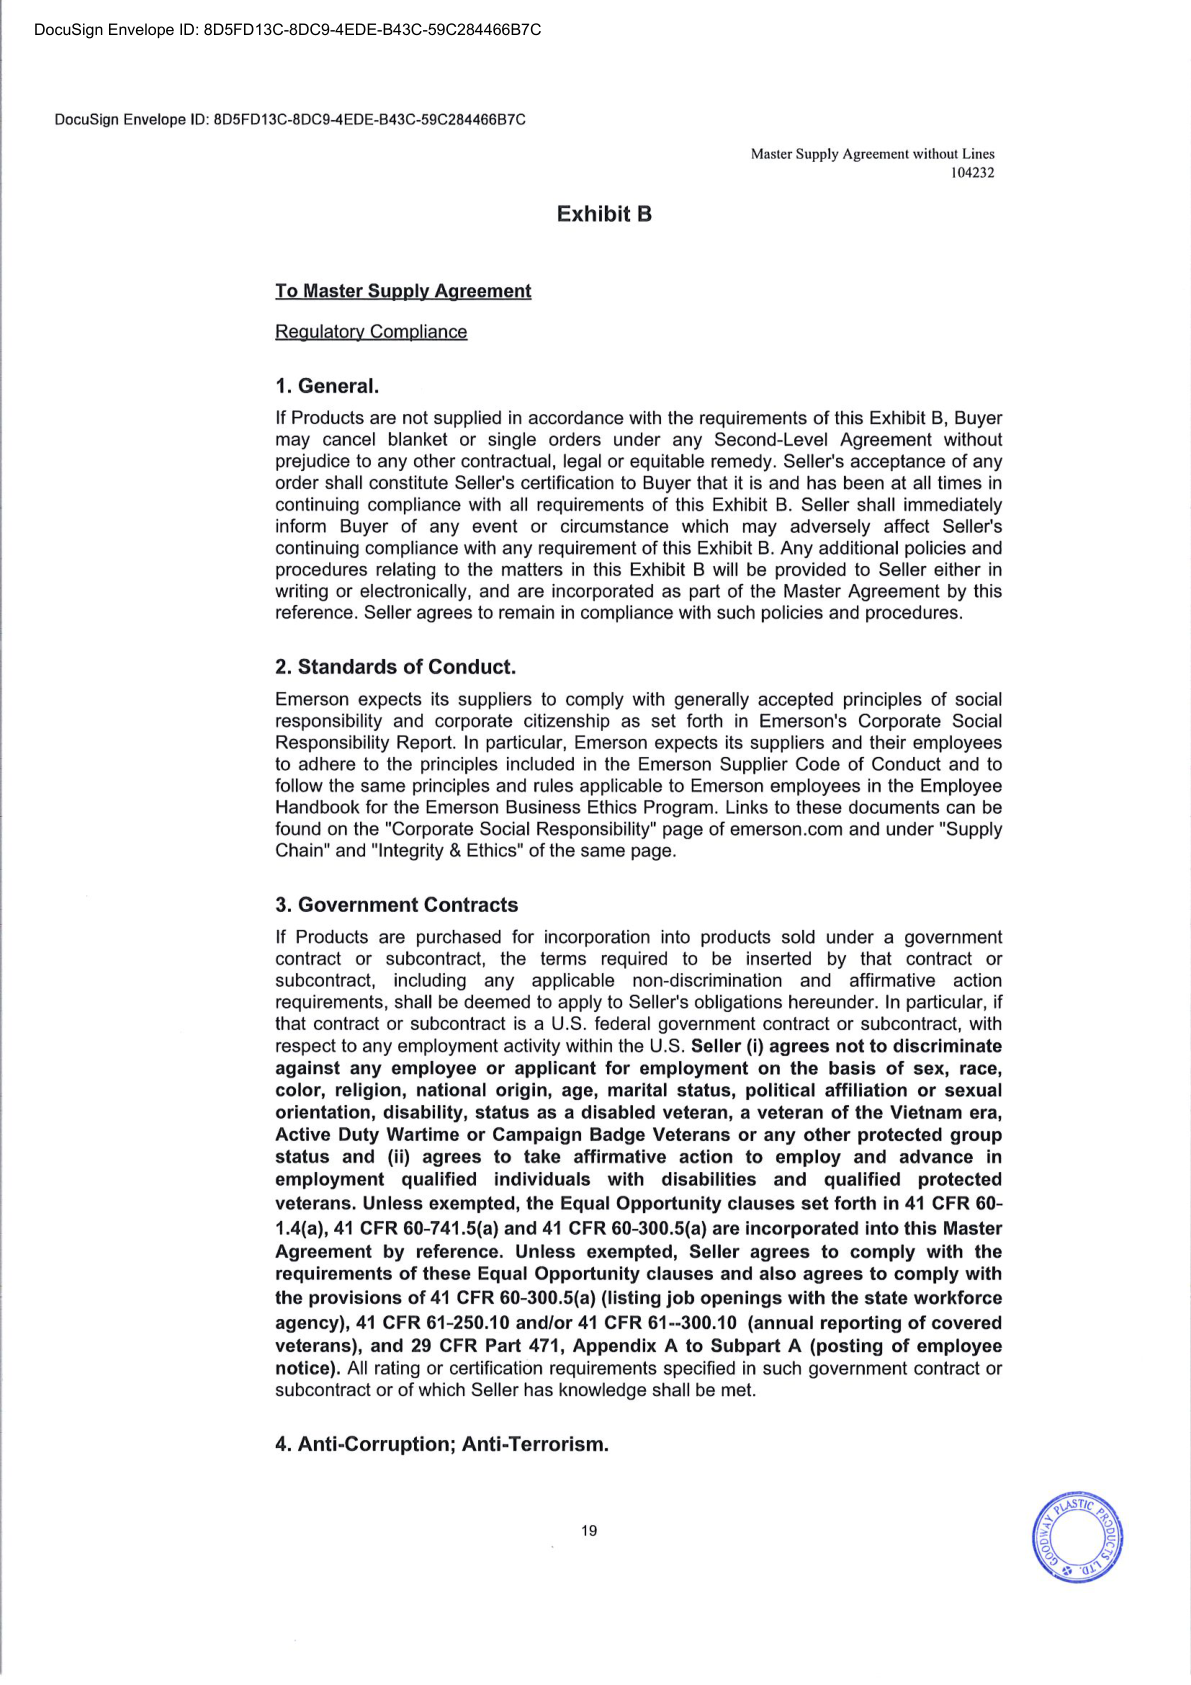 DocuSign Envelope ID: 8D5FD13C-8DC9-4EDE-B43C-59C284466B7C
DocuSign Envelope ID: 8D5FD13C-8DC9-4EDE-B43C-59C284466B7C
Master Supply Agreement without Lines
104232
Exhibit B
To Master Supply Agreement
Regulatory Compliance
1. General.
If Products are not supplied in accordance with the requirements of this Exhibit B, Buyer
may cancel blanket or single orders under any Second-Level Agreement without
prejudice to any other contractual, legal or equitable remedy. Seller's acceptance of any
order shall constitute Seller's certification to Buyer that it is and has been at all times in
continuing compliance with all requirements of this Exhibit B. Seller shall immediately
inform Buyer of any event or circumstance which may adversely affect Seller's
continuing compliance with any requirement of this Exhibit B. Any additional policies and
procedures relating to the matters in this Exhibit B will be provided to Seller either in
writing or electronically, and are incorporated as part of the Master Agreement by this
reference. Seller agrees to remain in compliance with such policies and procedures.
2. Standards of Conduct.
Emerson expects its suppliers to comply with generally accepted principles of social
responsibility and corporate citizenship as set forth in Emerson's Corporate Social
Responsibility Report. In particular, Emerson expects its suppliers and their employees
to adhere to the principles included in the Emerson Supplier Code of Conduct and to
follow the same principles and rules applicable to Emerson employees in the Employee
Handbook for the Emerson Business Ethics Program. Links to these documents can be
found on the "Corporate Social Responsibility" page of emerson.com and under "Supply
Chain" and "Integrity & Ethics" of the same page.
3. Government Contracts
If Products are purchased for incorporation into products sold under a government
contract or subcontract, the terms required to be inserted by that contract or
subcontract, including any applicable non-discrimination and affirmative action
requirements, shall be deemed to apply to Seller's obligations hereunder. In particular, if
that contract or subcontract is a U.S. federal government contract or subcontract, with
respect to any employment activity within the U.S. Seller (i) agrees not to discriminate
against any employee or applicant for employment on the basis of sex, race,
color, religion, national origin, age, marital status, political affiliation or sexual
orientation, disability, status as a disabled veteran, a veteran of the Vietnam era,
Active Duty Wartime or Campaign Badge Veterans or any other protected group
status and (ii) agrees to take affirmative action to employ and advance in
employment qualified individuals with disabilities and qualified protected
veterans. Unless exempted, the Equal Opportunity clauses set forth in 41 CFR 60-
1.4(a), 41 CFR 60-741.5(a) and 41 CFR 60-300.5(a) are incorporated into this Master
Agreement by reference. Unless exempted, Seller agrees to comply with the
requirements of these Equal Opportunity clauses and also agrees to comply with
the provisions of 41 CFR 60-300.5(a) (listing job openings with the state workforce
agency), 41 CFR 61-250.10 and/or 41 CFR 61--300.10 (annual reporting of covered
veterans), and 29 CFR Part 471, Appendix A to Subpart A (posting of employee
notice). All rating or certification requirements specified in such government contract or
subcontract or of which Seller has knowledge shall be met.
4. Anti-Corruption; Anti-Terrorism.
19
GOODWAY PLASTIC PRODUCTS LTD.